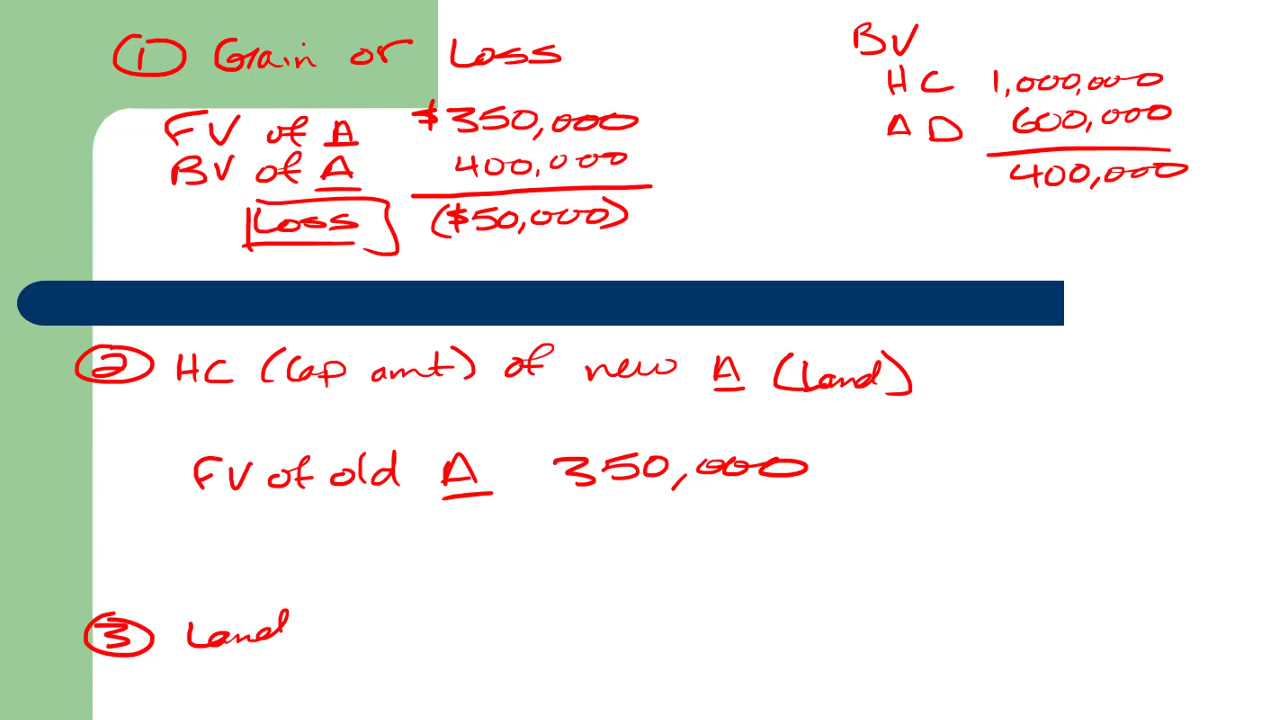 ① Gain or Loss
FV of A $350,000
BV of A 400,000
Loss ($50,000)
BV
HC 1,000,000
AD 600,000
400,000
② HC (Cap amt) of new A (Land)
FV of old A 350,000
③ Land